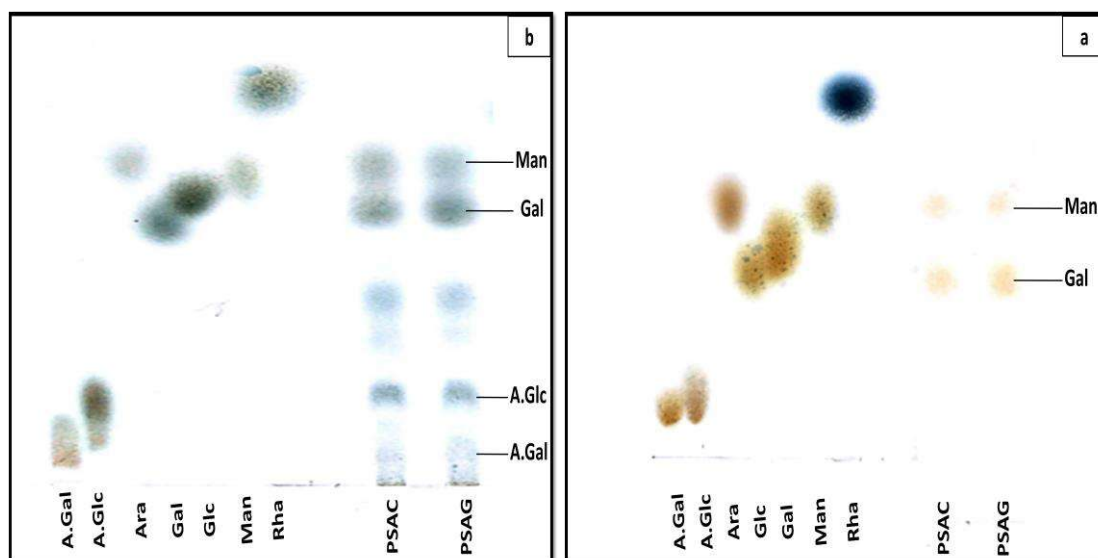 b
Man
Gal
A.Glc
A.Gal
A.Gal
A.Glc
Ara
Gal
Glc
Man
Rha
PSAC
PSAG
a
Man
Gal
A.Gal
A.Glc
Ara
Glc
Gal
Man
Rha
PSAC
PSAG